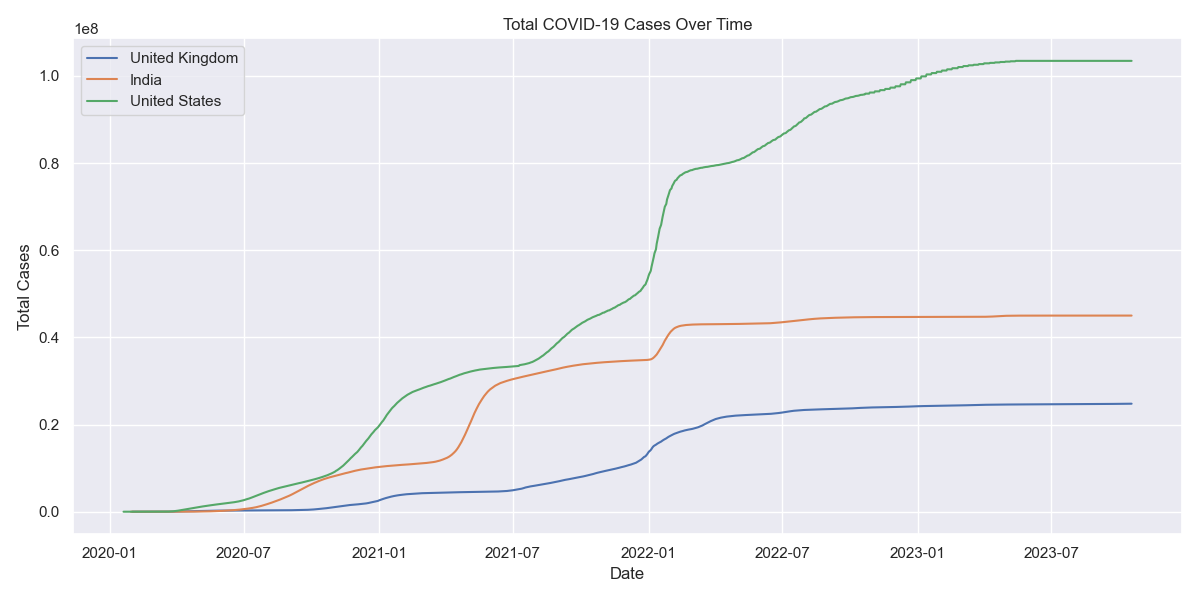 Total COVID-19 Cases Over Time
1e8
United Kingdom
India
United States
1.0
0.8
0.6
0.4
0.2
0.0
Total Cases
2020-01 2020-07 2021-01 2021-07 2022-01 2022-07 2023-01 2023-07
Date